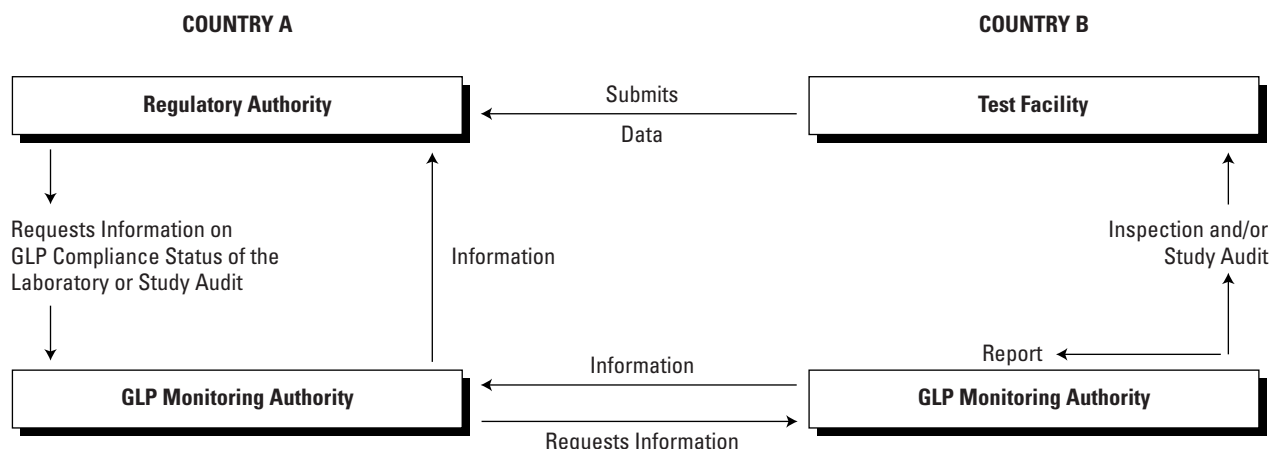 COUNTRY A
COUNTRY B
Regulatory Authority
Submits
Data
Test Facility
Requests Information on
GLP Compliance Status of the
Laboratory or Study Audit
Information
Inspection and/or
Study Audit
Report
Information
GLP Monitoring Authority
GLP Monitoring Authority
Requests Information